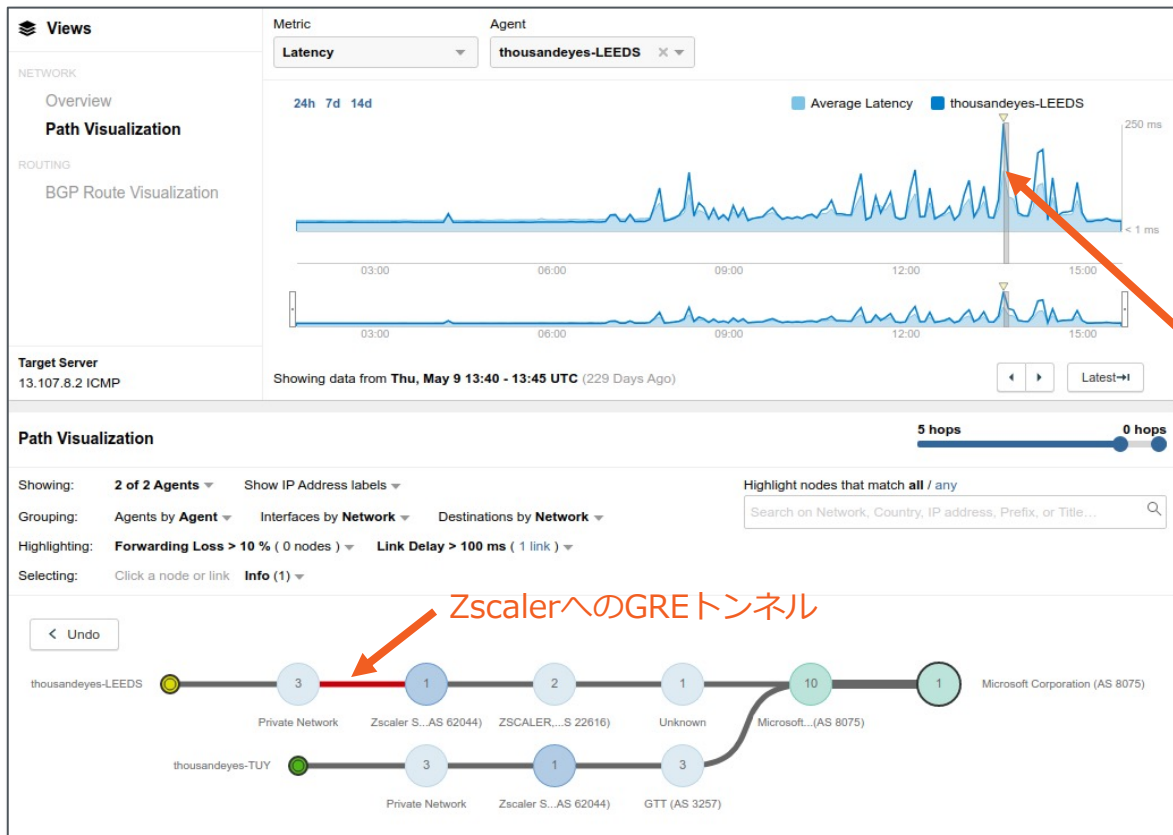 Views
NETWORK
Overview
Path Visualization
ROUTING
BGP Route Visualization
Target Server
13.107.8.2 ICMP
Metric
Agent
Latency
thousandeyes-LEEDS
24h 7d 14d
Average Latency thousandeyes-LEEDS
250 ms
< 1 ms
03:00 06:00 09:00 12:00 15:00
03:00 06:00 09:00 12:00 15:00
Showing data from Thu, May 9 13:40 - 13:45 UTC (229 Days Ago)
Latest
Path Visualization
5 hops 0 hops
Showing: 2 of 2 Agents Show IP Address labels
Highlight nodes that match all / any
Grouping: Agents by Agent Interfaces by Network Destinations by Network
Search on Network, Country, IP address, Prefix, or Title...
Highlighting: Forwarding Loss > 10 % ( 0 nodes ) Link Delay > 100 ms ( 1 link )
Selecting: Click a node or link Info (1)
ZscalerへのGREトンネル
< Undo
thousandeyes-LEEDS 3 1 2 1 10 1 Microsoft Corporation (AS 8075)
Private Network Zscaler S...AS 62044) ZSCALER,...S 22616) Unknown Microsoft...(AS 8075)
thousandeyes-TUY 3 1 3
Private Network Zscaler S...AS 62044) GTT (AS 3257)